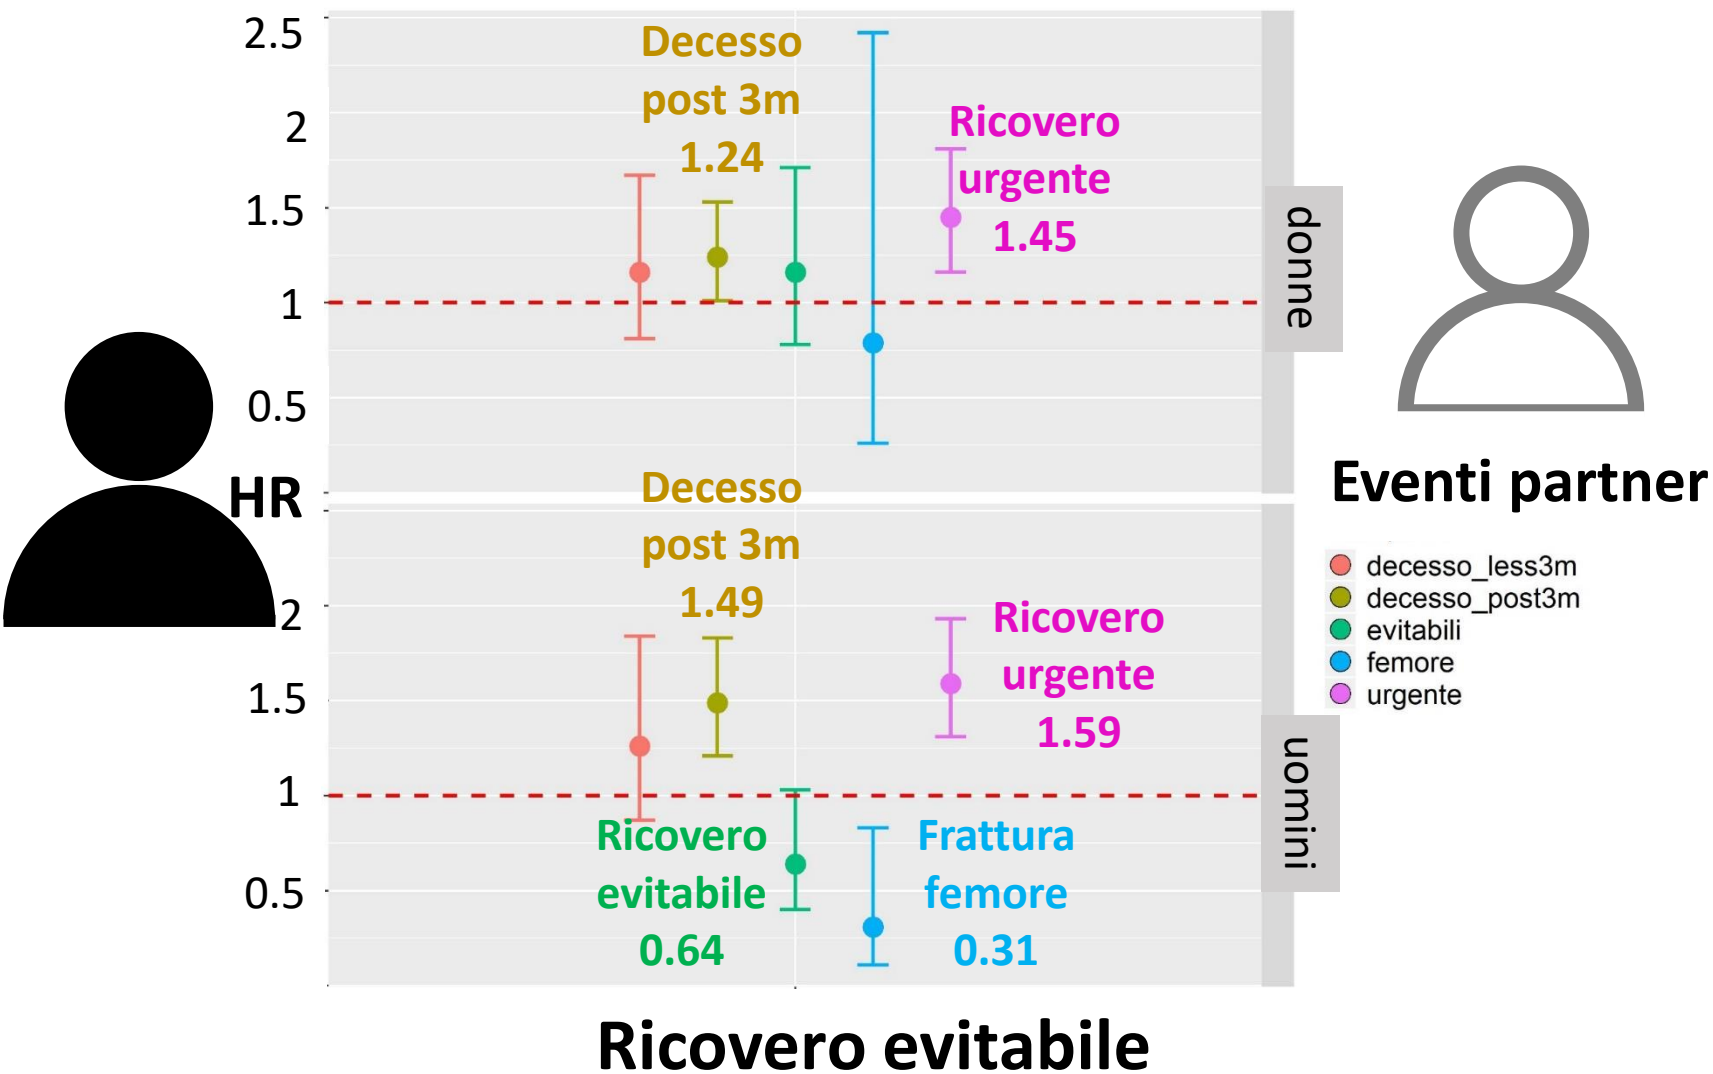 2.5
2
1.5
1
0.5
HR
2
1.5
1
0.5
Decesso
post 3m
1.24
Ricovero
urgente
1.45
donne
Decesso
post 3m
1.49
Ricovero
urgente
1.59
Ricovero
evitabile
0.64
Frattura
femore
0.31
uomini
Eventi partner
decesso_less3m
decesso_post3m
evitabili
femore
urgente
Ricovero evitabile